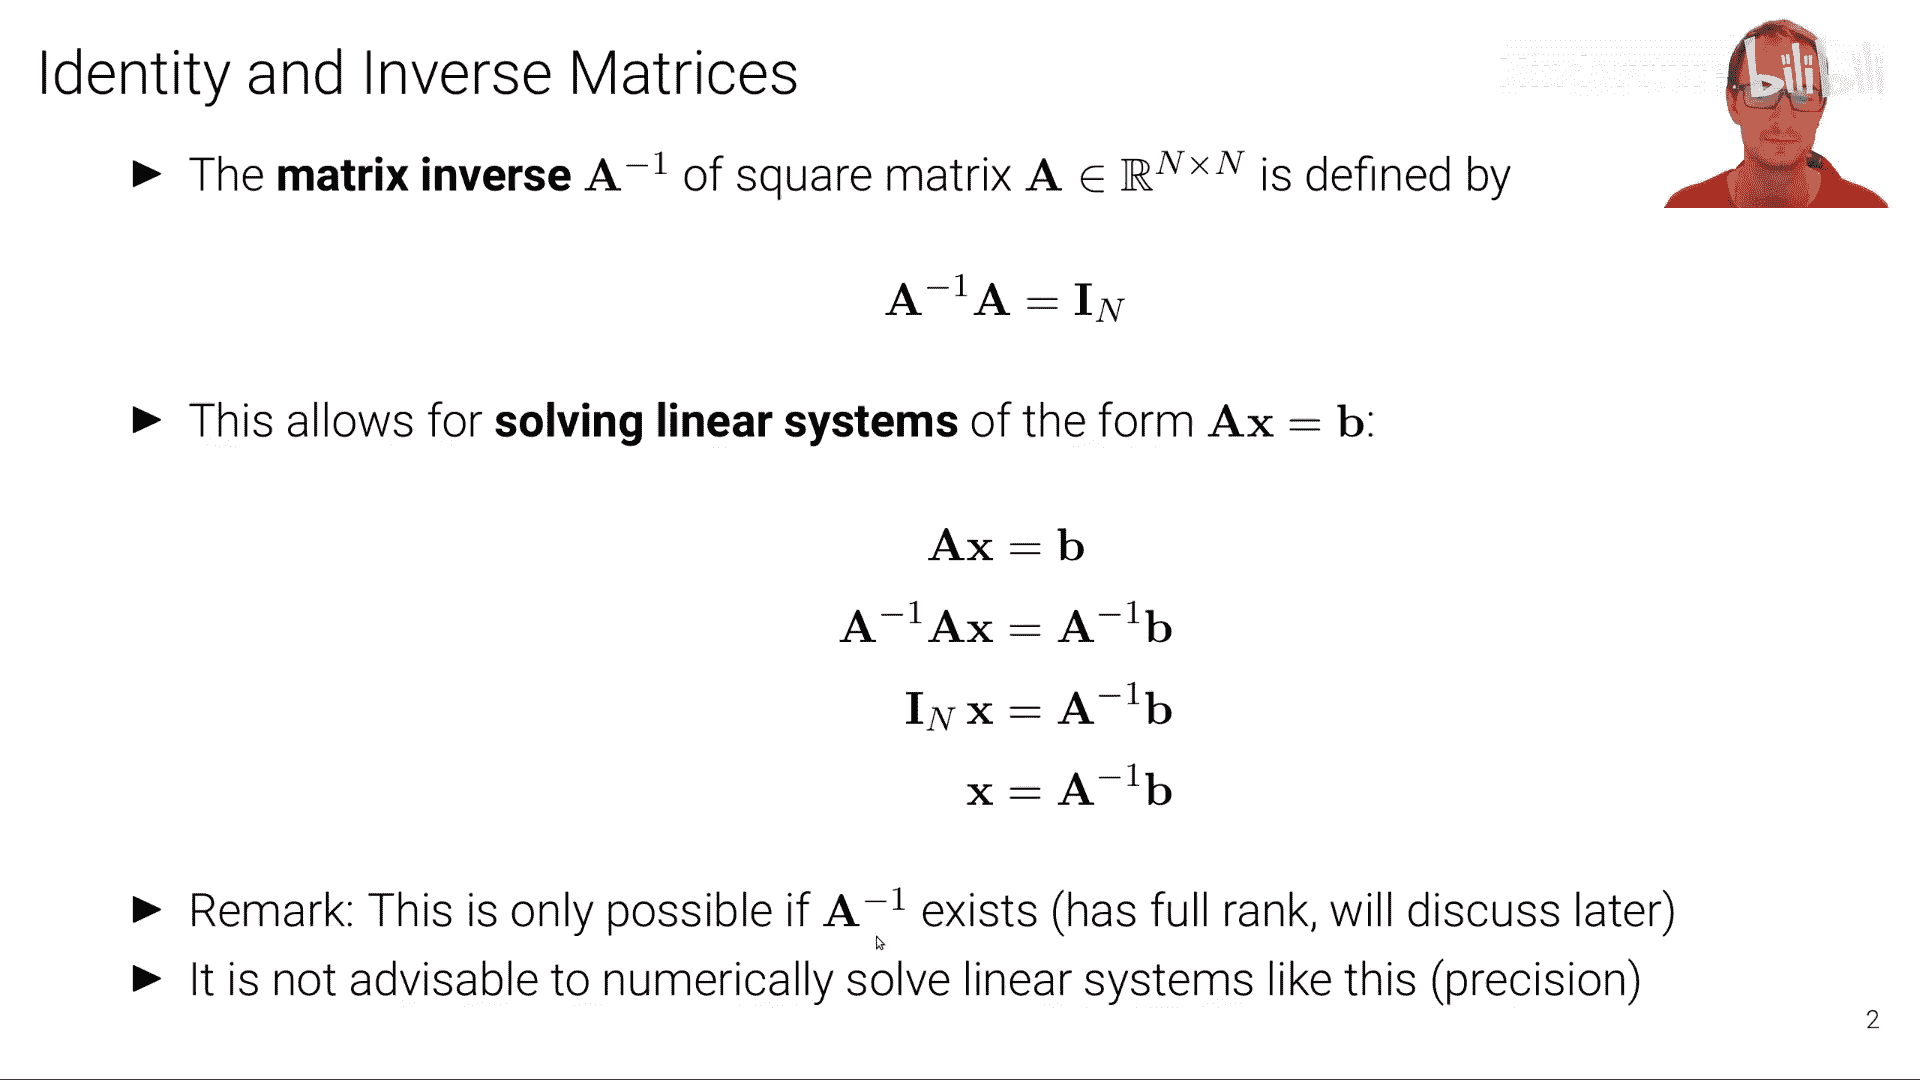 Identity and Inverse Matrices
► The matrix inverse A⁻¹ of square matrix A ∈ ℝᴺˣᴺ is defined by
A⁻¹A = I_N
► This allows for solving linear systems of the form Ax = b:
Ax = b
A⁻¹Ax = A⁻¹b
I_N x = A⁻¹b
x = A⁻¹b
► Remark: This is only possible if A⁻¹ exists (has full rank, will discuss later)
► It is not advisable to numerically solve linear systems like this (precision)
2
bilibili